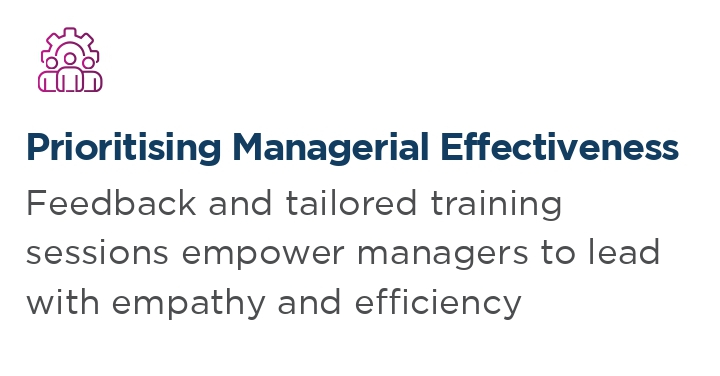 Prioritising Managerial Effectiveness
Feedback and tailored training
sessions empower managers to lead
with empathy and efficiency